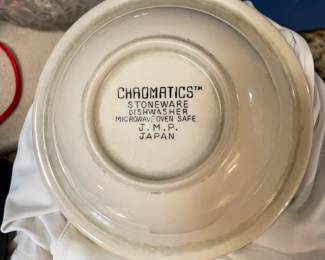 CHROMATICS™
STONEWARE
DISHWASHER
MICROWAVE OVEN SAFE
J.M.P.
JAPAN